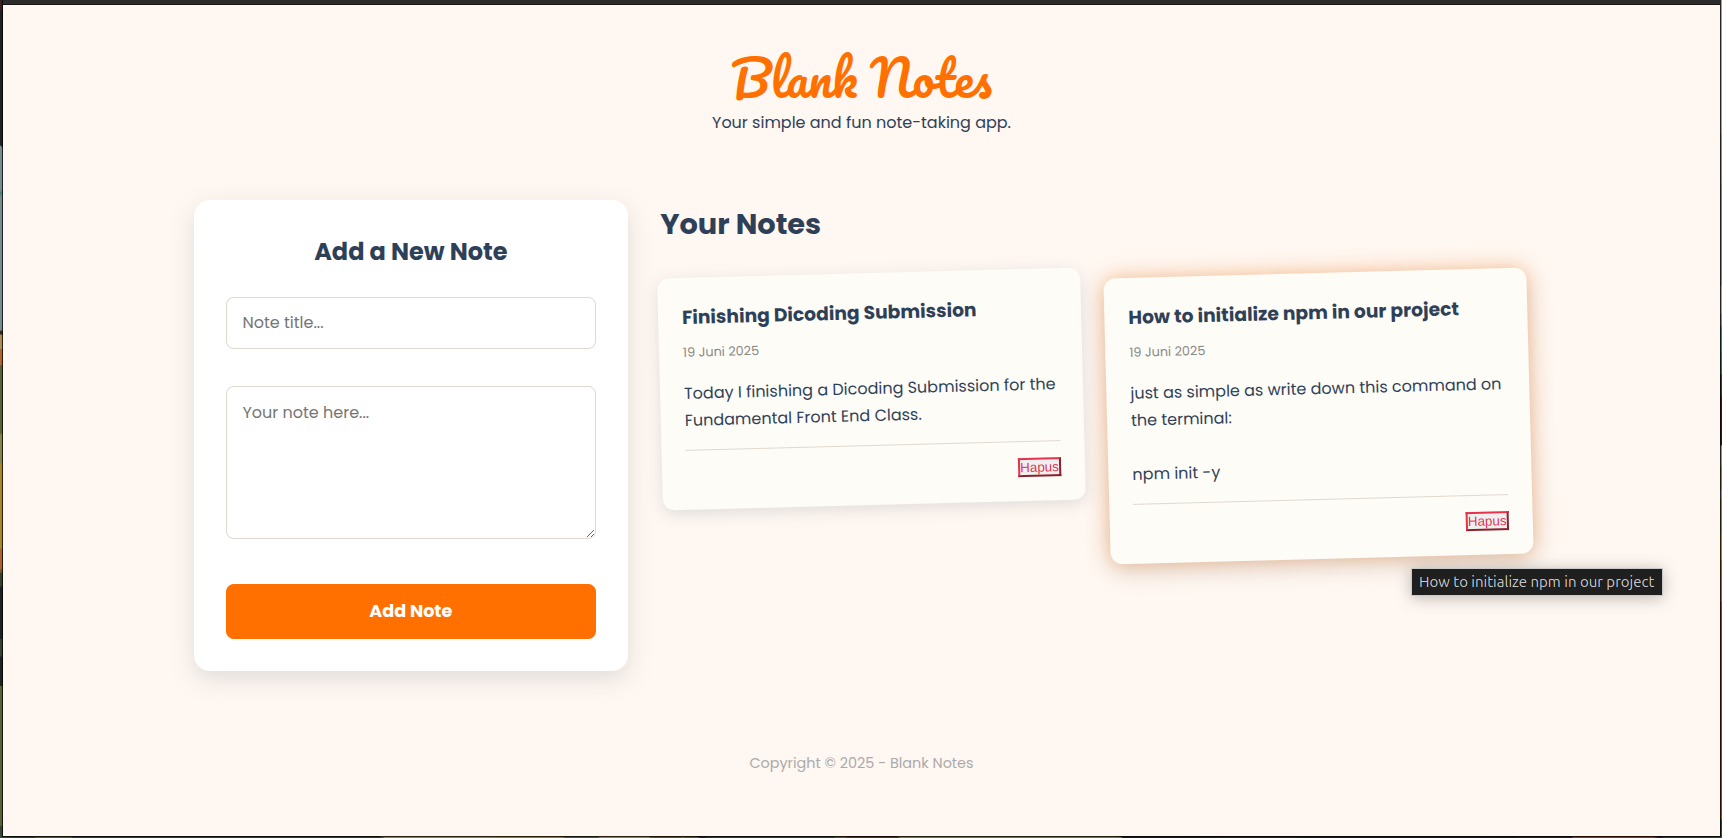 Blank Notes
Your simple and fun note-taking app.
Add a New Note
Note title...
Your note here...
Add Note
Your Notes
Finishing Dicoding Submission
19 Juni 2025
Today I finishing a Dicoding Submission for the
Fundamental Front End Class.
Hapus
How to initialize npm in our project
19 Juni 2025
just as simple as write down this command on
the terminal:
npm init -y
Hapus
How to initialize npm in our project
Copyright © 2025 - Blank Notes